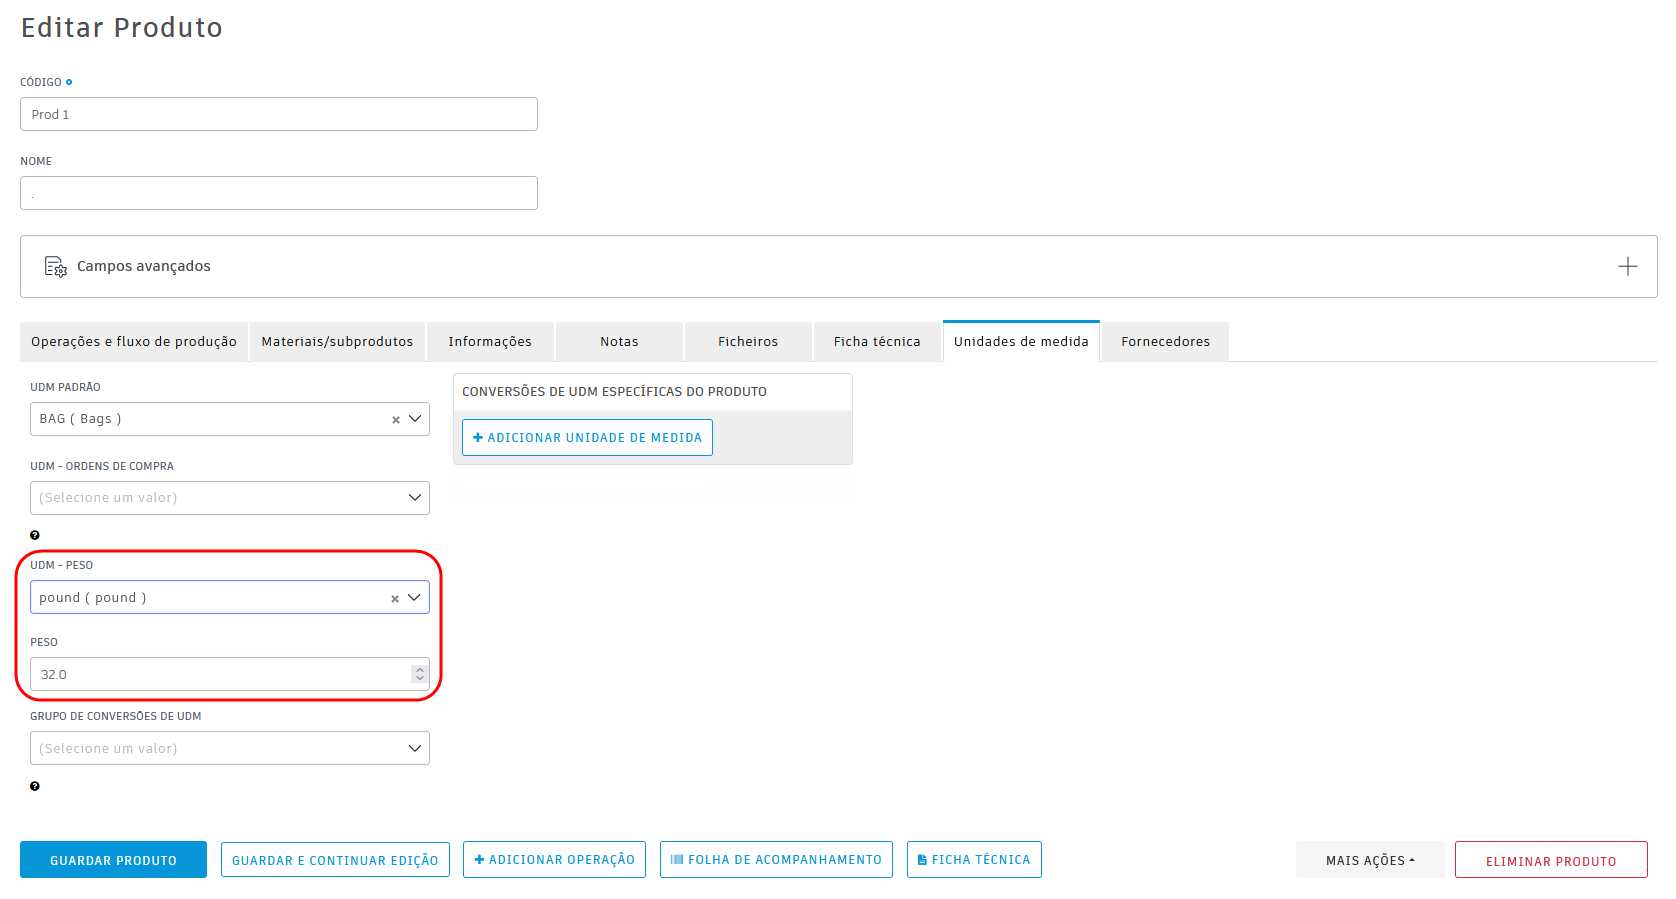 Editar Produto
CÓDIGO
Prod 1
NOME
.
Campos avançados
Operações e fluxo de produção
Materiais/subprodutos
Informações
Notas
Ficheiros
Ficha técnica
Unidades de medida
Fornecedores
UDM PADRÃO
BAG ( Bags )
CONVERSÕES DE UDM ESPECÍFICAS DO PRODUTO
ADICIONAR UNIDADE DE MEDIDA
UDM - ORDENS DE COMPRA
(Selecione um valor)
UDM - PESO
pound ( pound )
PESO
32.0
GRUPO DE CONVERSÕES DE UDM
(Selecione um valor)
GUARDAR PRODUTO
GUARDAR E CONTINUAR EDIÇÃO
ADICIONAR OPERAÇÃO
FOLHA DE ACOMPANHAMENTO
FICHA TÉCNICA
MAIS AÇÕES
ELIMINAR PRODUTO